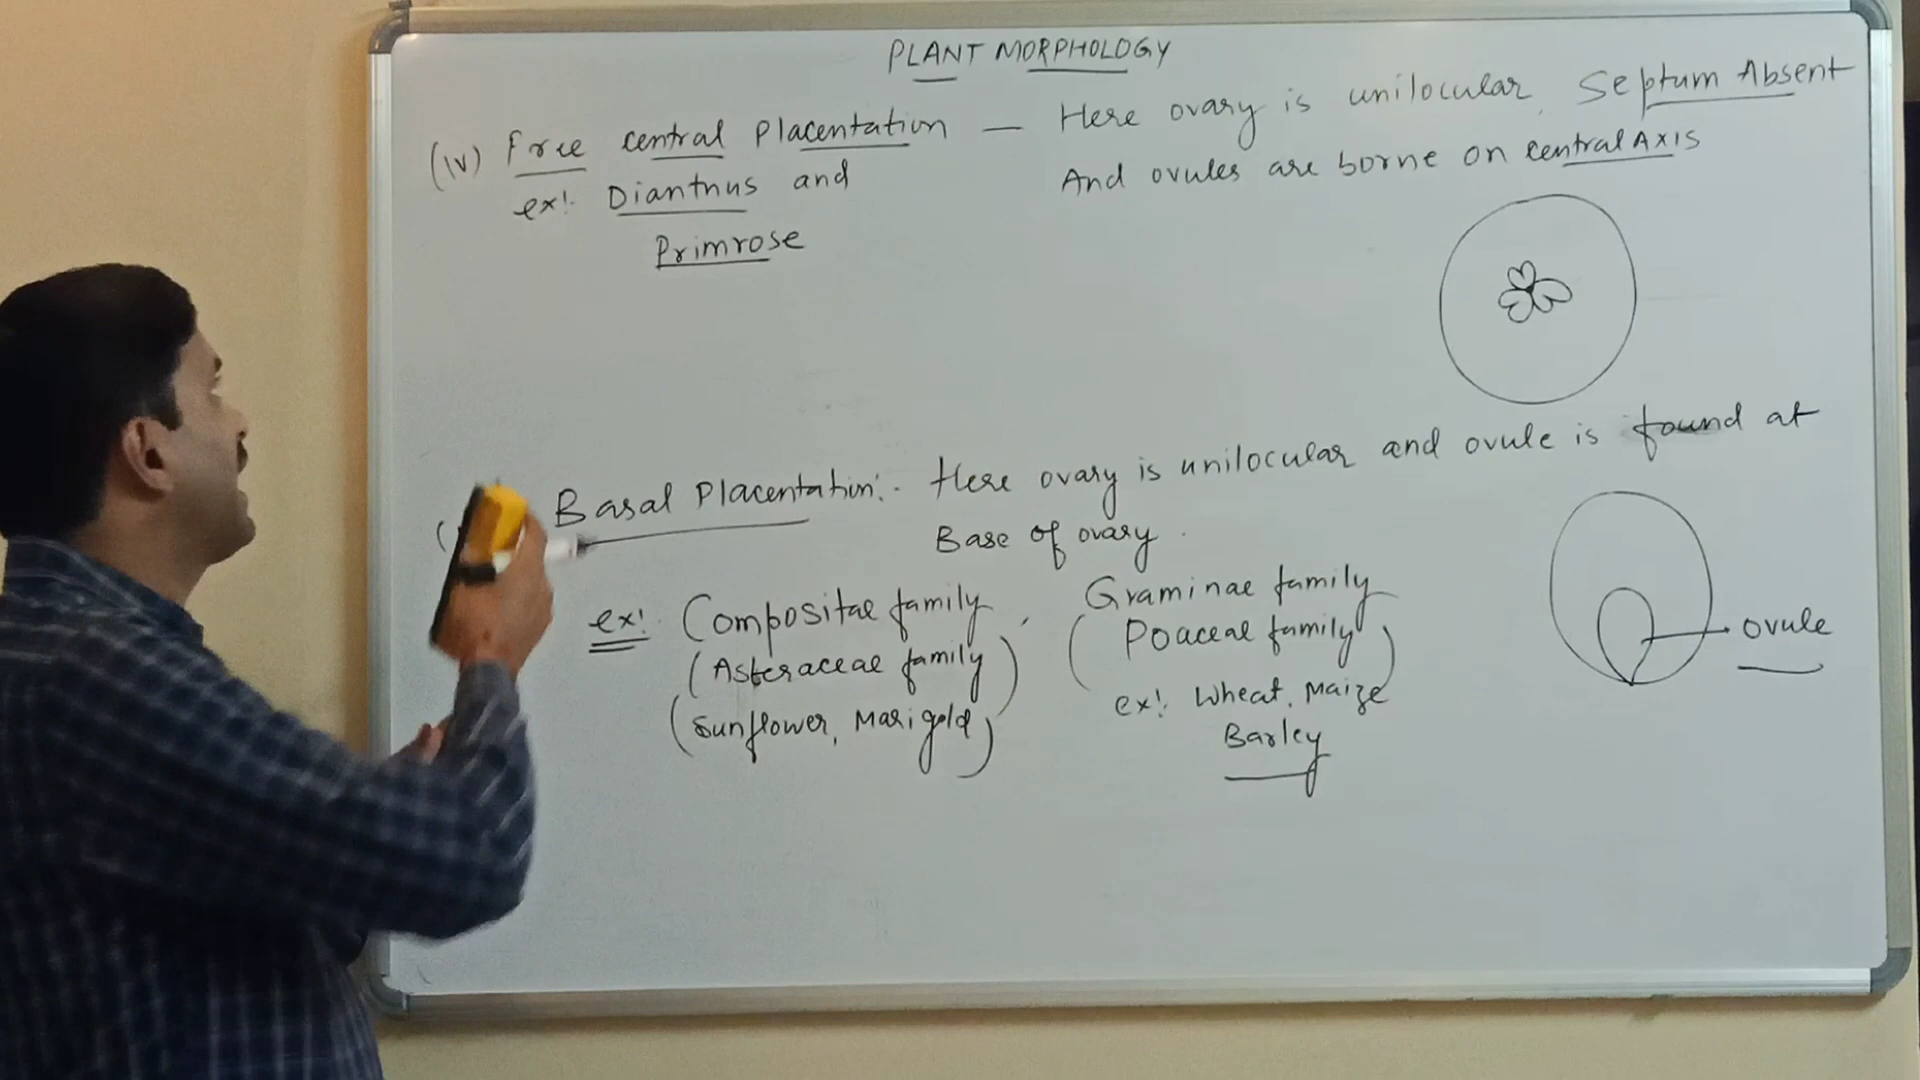 PLANT MORPHOLOGY
(iv) Free central Placentation — Here ovary is unilocular, Septum Absent
And ovules are borne on central Axis
ex:- Diantnus and
Primrose
Basal Placentation:- Here ovary is unilocular and ovule is found at
Base of ovary.
ex:- Compositae family, Graminae family
(Asteraceae family) (Poaceae family)
(Sunflower, Marigold) ex:- Wheat, Maize
Barley
ovule